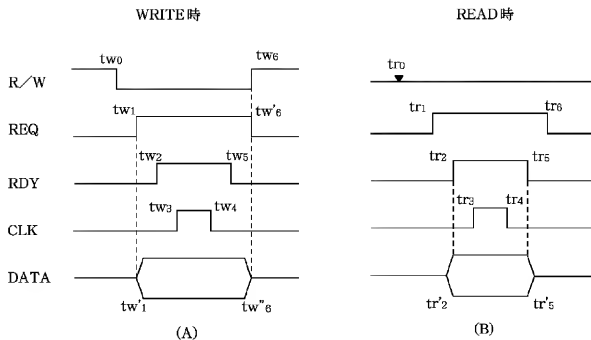 WRITE時
READ時
tw0
tw6
tr0
R/W
tw1
tw'6
tr1
tr6
REQ
tw2
tw5
tr2
tr5
RDY
tw3
tw4
tr3
tr4
CLK
DATA
tw'1
tw"6
tr'2
tr'5
(A)
(B)